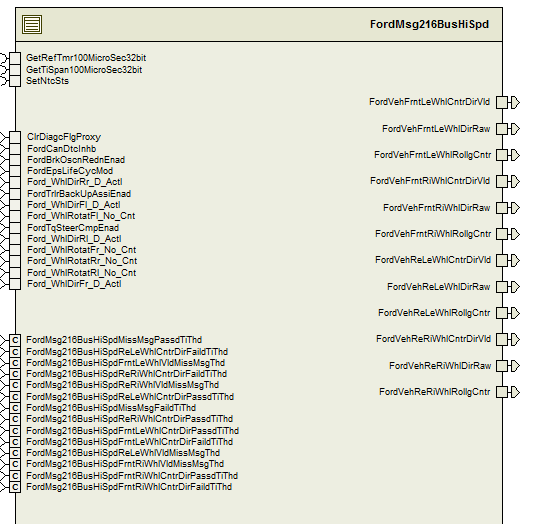 FordMsg216BusHiSpd
GetRefTmr100MicroSec32bit
GetTiSpan100MicroSec32bit
SetNtcSts
ClrDiagcFlgProxy
FordCanDtcInhb
FordBrkOscnRednEnad
FordEpsLifeCycMod
Ford_WhlDirRr_D_Actl
FordTrlrBackUpAssiEnad
Ford_WhlDirFl_D_Actl
Ford_WhlRotatFl_No_Cnt
FordTqSteerCmpEnad
Ford_WhlDirRl_D_Actl
Ford_WhlRotatFr_No_Cnt
Ford_WhlRotatRr_No_Cnt
Ford_WhlRotatRl_No_Cnt
Ford_WhlDirFr_D_Actl
C FordMsg216BusHiSpdMissMsgPassdTiThd
C FordMsg216BusHiSpdReLeWhlCntrDirFaildTiThd
C FordMsg216BusHiSpdFrntLeWhlVldMissMsgThd
C FordMsg216BusHiSpdReRiWhlCntrDirFaildTiThd
C FordMsg216BusHiSpdReRiWhlVldMissMsgThd
C FordMsg216BusHiSpdReLeWhlCntrDirPassdTiThd
C FordMsg216BusHiSpdMissMsgFaildTiThd
C FordMsg216BusHiSpdReRiWhlCntrDirPassdTiThd
C FordMsg216BusHiSpdFrntLeWhlCntrDirPassdTiThd
C FordMsg216BusHiSpdFrntLeWhlCntrDirFaildTiThd
C FordMsg216BusHiSpdReLeWhlVldMissMsgThd
C FordMsg216BusHiSpdFrntRiWhlVldMissMsgThd
C FordMsg216BusHiSpdFrntRiWhlCntrDirPassdTiThd
C FordMsg216BusHiSpdFrntRiWhlCntrDirFaildTiThd
FordVehFrntLeWhlCntrDirVld
FordVehFrntLeWhlDirRaw
FordVehFrntLeWhlRollgCntr
FordVehFrntRiWhlCntrDirVld
FordVehFrntRiWhlDirRaw
FordVehFrntRiWhlRollgCntr
FordVehReLeWhlCntrDirVld
FordVehReLeWhlDirRaw
FordVehReLeWhlRollgCntr
FordVehReRiWhlCntrDirVld
FordVehReRiWhlDirRaw
FordVehReRiWhlRollgCntr